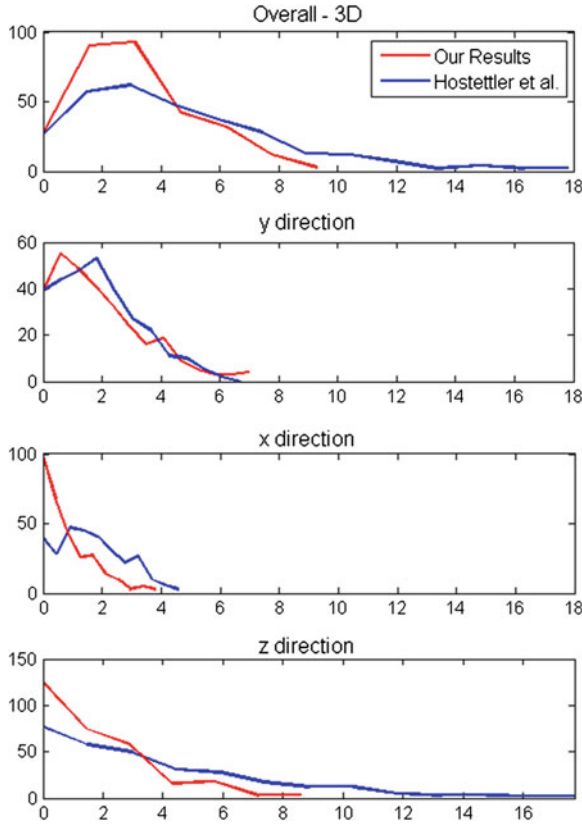 Overall - 3D
100
50
0
Our Results
Hostettler et al.
0 2 4 6 8 10 12 14 16 18
y direction
60
40
20
0
0 2 4 6 8 10 12 14 16 18
x direction
100
50
0
0 2 4 6 8 10 12 14 16 18
z direction
150
100
50
0
0 2 4 6 8 10 12 14 16